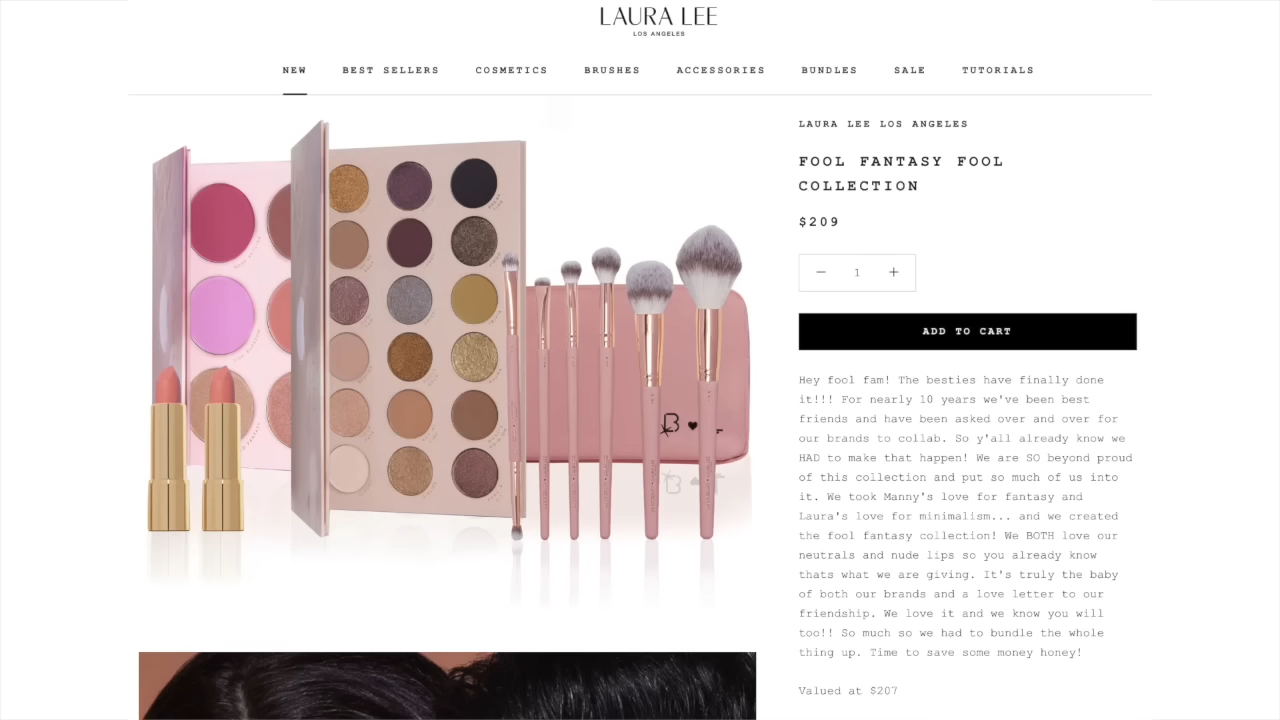 LAURA LEE
LOS ANGELES
NEW
BEST SELLERS
COSMETICS
BRUSHES
ACCESSORIES
BUNDLES
SALE
TUTORIALS
LAURA LEE LOS ANGELES
FOOL FANTASY FOOL
COLLECTION
$209
− 1 +
ADD TO CART
Hey fool fam! The besties have finally done
it!!! For nearly 10 years we've been best
friends and have been asked over and over for
our brands to collab. So y'all already know we
HAD to make that happen! We are SO beyond proud
of this collection and put so much of us into
it. We took Manny's love for fantasy and
Laura's love for minimalism... and we created
the fool fantasy collection! We BOTH love our
neutrals and nude lips so you already know
thats what we are giving. It's truly the baby
of both our brands and a love letter to our
friendship. We love it and we know you will
too!! So much so we had to bundle the whole
thing up. Time to save some money honey!
Valued at $207